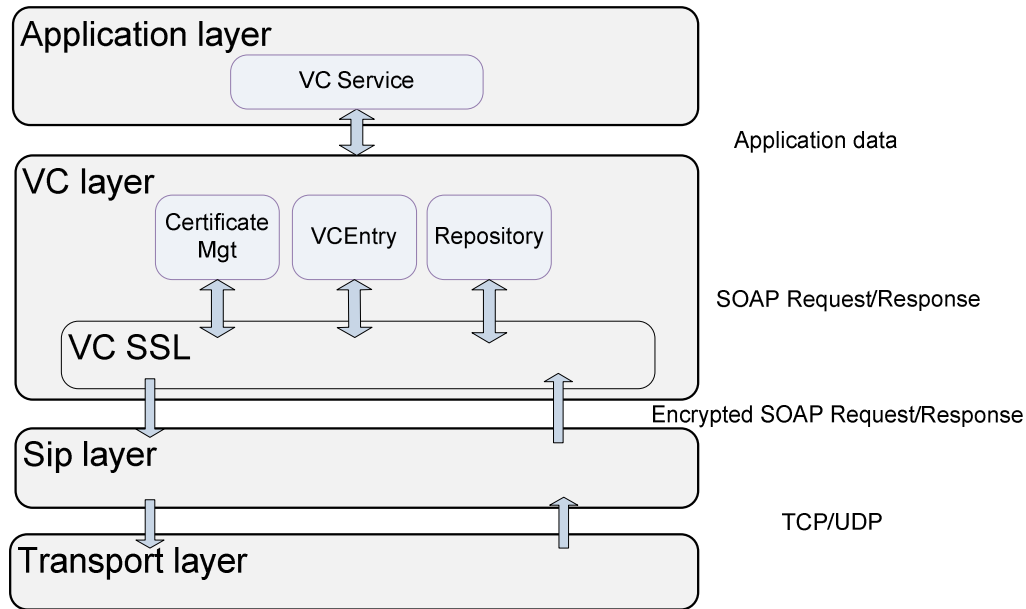 Application layer
VC Service
Application data
VC layer
Certificate
Mgt
VCEntry
Repository
SOAP Request/Response
VC SSL
Encrypted SOAP Request/Response
Sip layer
TCP/UDP
Transport layer